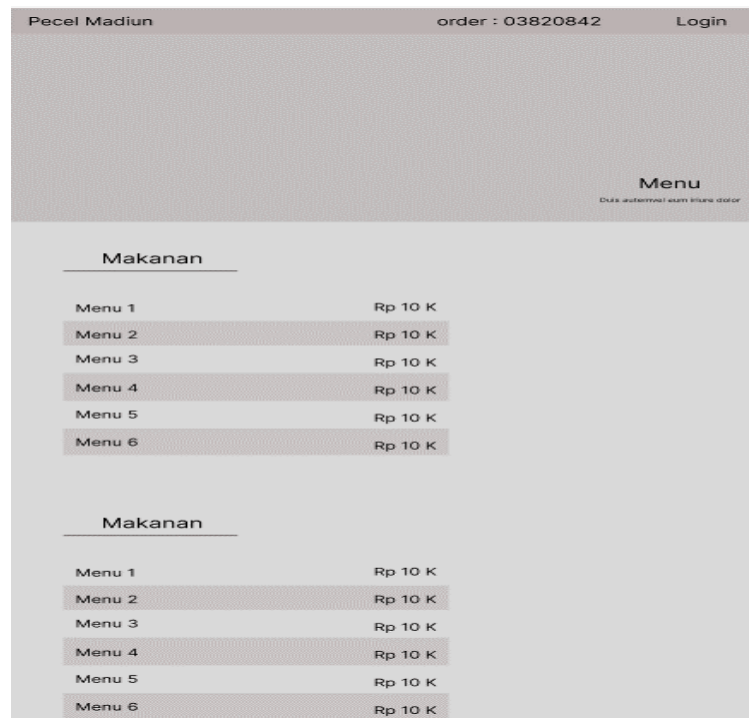 Pecel Madiun order : 03820842 Login
Menu
Duis autemvel eum iriure dolor
Makanan
Menu 1 Rp 10 K
Menu 2 Rp 10 K
Menu 3 Rp 10 K
Menu 4 Rp 10 K
Menu 5 Rp 10 K
Menu 6 Rp 10 K
Makanan
Menu 1 Rp 10 K
Menu 2 Rp 10 K
Menu 3 Rp 10 K
Menu 4 Rp 10 K
Menu 5 Rp 10 K
Menu 6 Rp 10 K